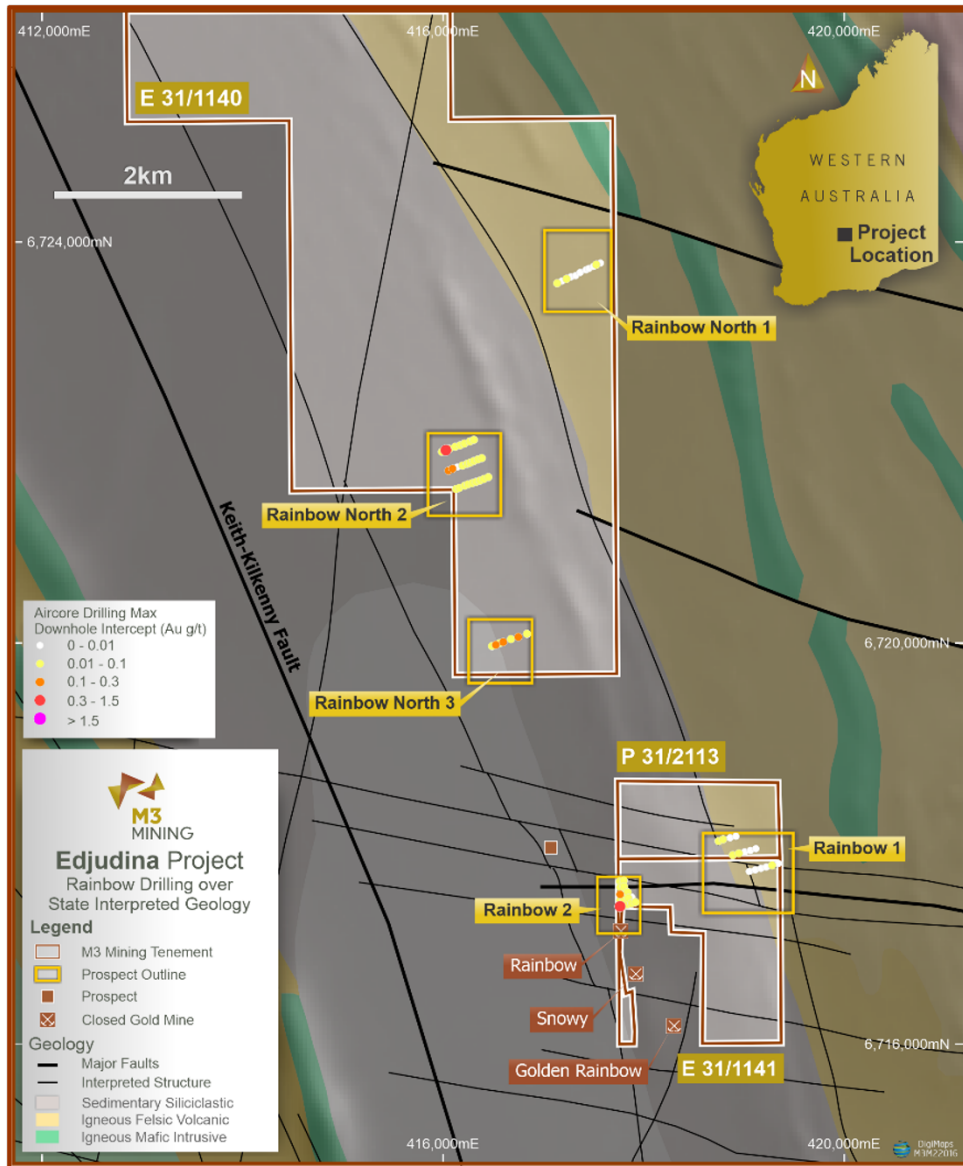 412,000mE
416,000mE
420,000mE
E 31/1140
N
WESTERN
AUSTRALIA
Project
Location
2km
6,724,000mN
Rainbow North 1
Rainbow North 2
Keith-Kilkenny Fault
Aircore Drilling Max
Downhole Intercept (Au g/t)
0 - 0.01
0.01 - 0.1
0.1 - 0.3
0.3 - 1.5
> 1.5
6,720,000mN
Rainbow North 3
P 31/2113
M3
MINING
Edjudina Project
Rainbow Drilling over
State Interpreted Geology
Legend
M3 Mining Tenement
Prospect Outline
Prospect
Closed Gold Mine
Geology
Major Faults
Interpreted Structure
Sedimentary Siliciclastic
Igneous Felsic Volcanic
Igneous Mafic Intrusive
Rainbow 1
Rainbow 2
Rainbow
Snowy
Golden Rainbow
6,716,000mN
E 31/1141
416,000mE
420,000mE
DigiMaps
M3M22016